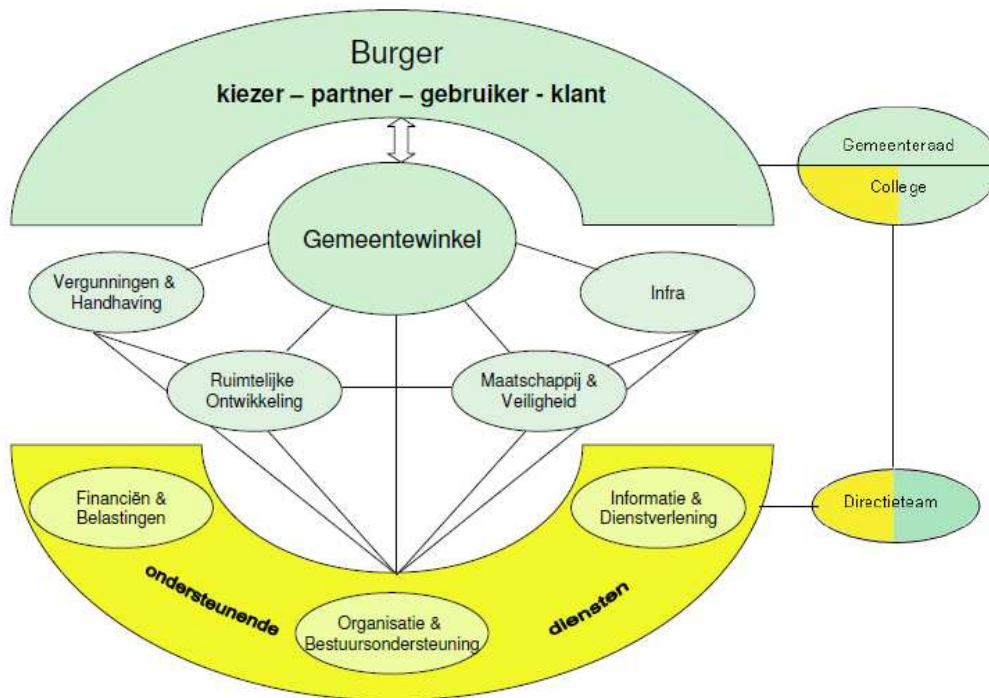 Burger
kiezer – partner – gebruiker - klant
Gemeenteraad
College
Gemeentewinkel
Vergunningen &
Handhaving
Infra
Ruimtelijke
Ontwikkeling
Maatschappij &
Veiligheid
Financiën &
Belastingen
Informatie &
Dienstverlening
Directieteam
ondersteunende
diensten
Organisatie &
Bestuursondersteuning